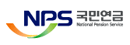 NPS 국민연금
National Pension Service